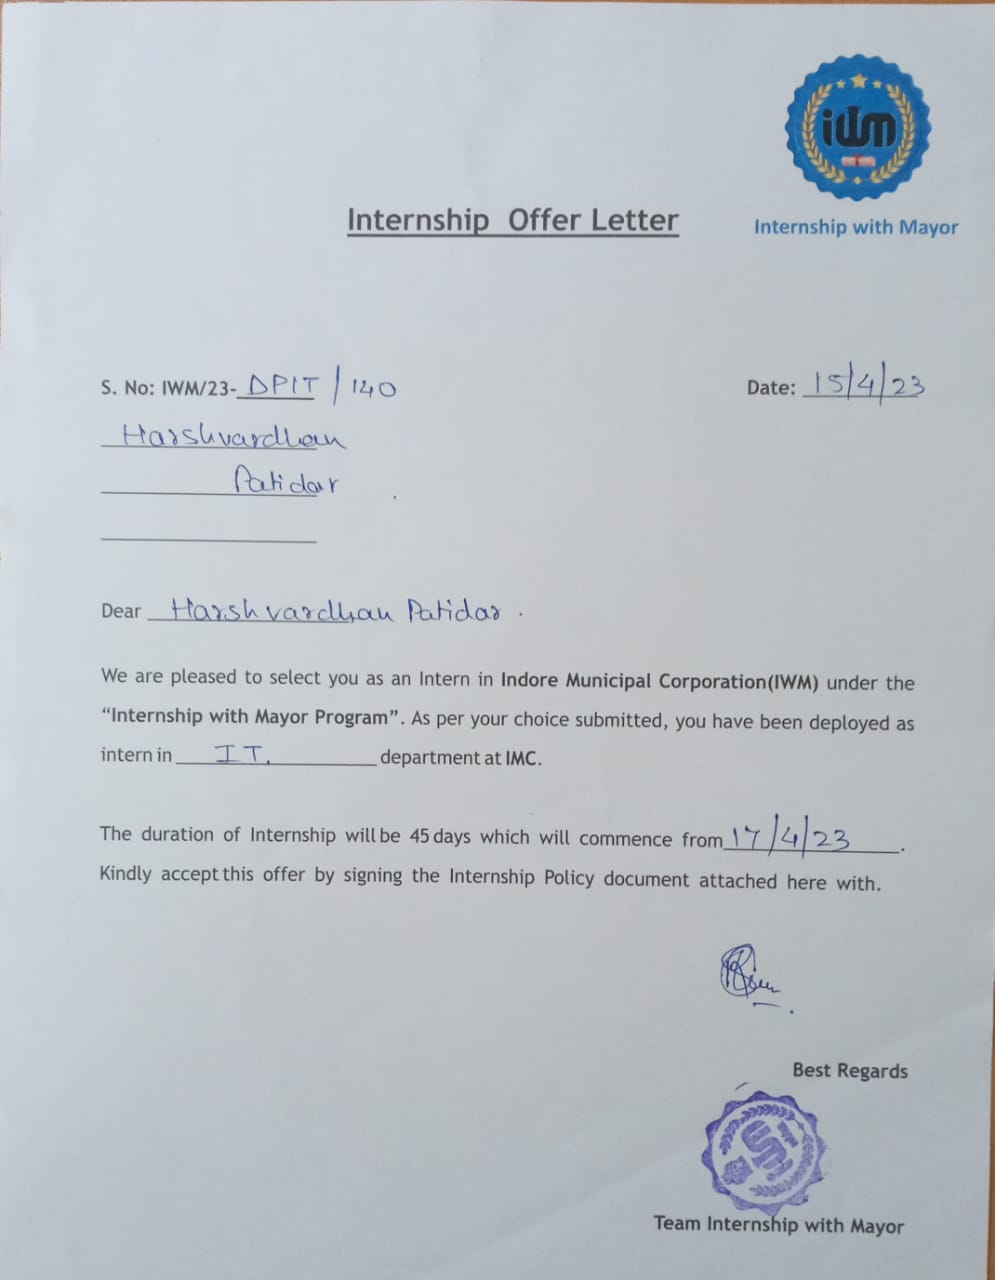 iwm
Internship with Mayor
Internship Offer Letter
S. No: IWM/23- DPIT / 140
Date: 15/4/23
Harshvardhan
Patidar
Dear Harshvardhan Patidar .
We are pleased to select you as an Intern in Indore Municipal Corporation(IWM) under the
“Internship with Mayor Program”. As per your choice submitted, you have been deployed as
intern in IT. department at IMC.
The duration of Internship will be 45 days which will commence from 17/4/23 .
Kindly accept this offer by signing the Internship Policy document attached here with.
Best Regards
Team Internship with Mayor